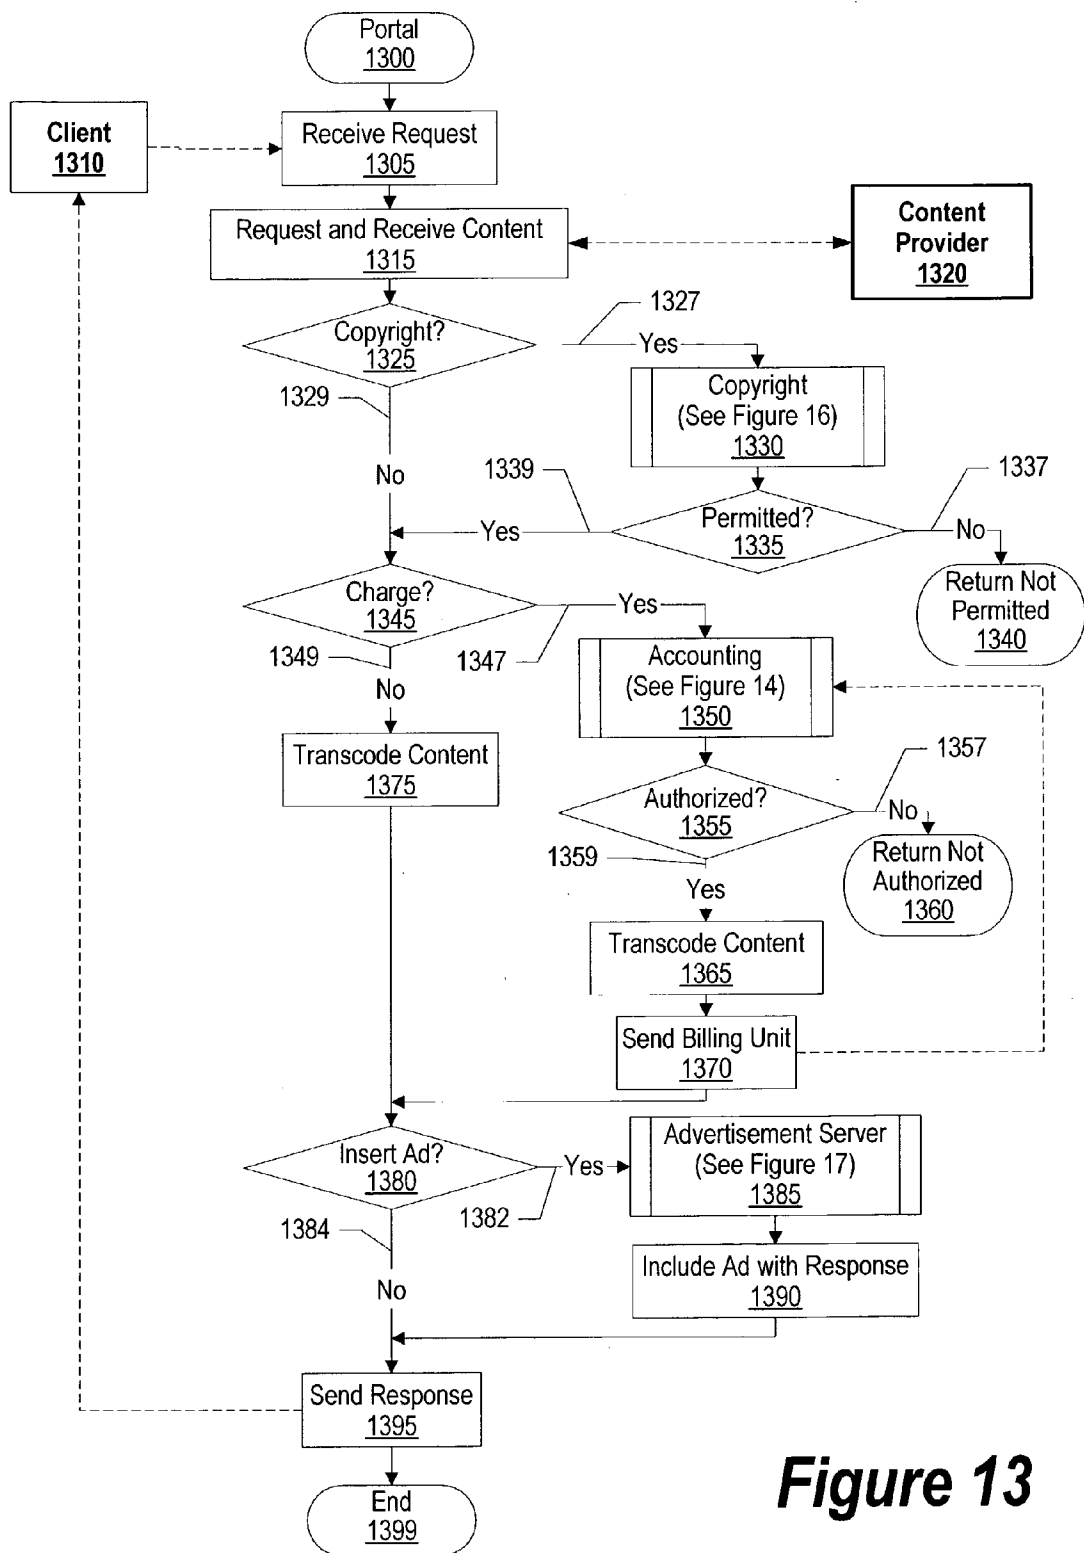 Portal
1300
Client
1310
Receive Request
1305
Request and Receive Content
1315
Content
Provider
1320
Copyright?
1325
1327
Yes
1329
No
Copyright
(See Figure 16)
1330
1339
1337
Yes
Permitted?
1335
No
Return Not
Permitted
1340
Charge?
1345
Yes
1349
1347
No
Accounting
(See Figure 14)
1350
Transcode Content
1375
1357
Authorized?
1355
No
1359
Yes
Return Not
Authorized
1360
Transcode Content
1365
Send Billing Unit
1370
Insert Ad?
1380
Yes
Advertisement Server
(See Figure 17)
1385
1384
1382
No
Include Ad with Response
1390
Send Response
1395
End
1399
Figure 13